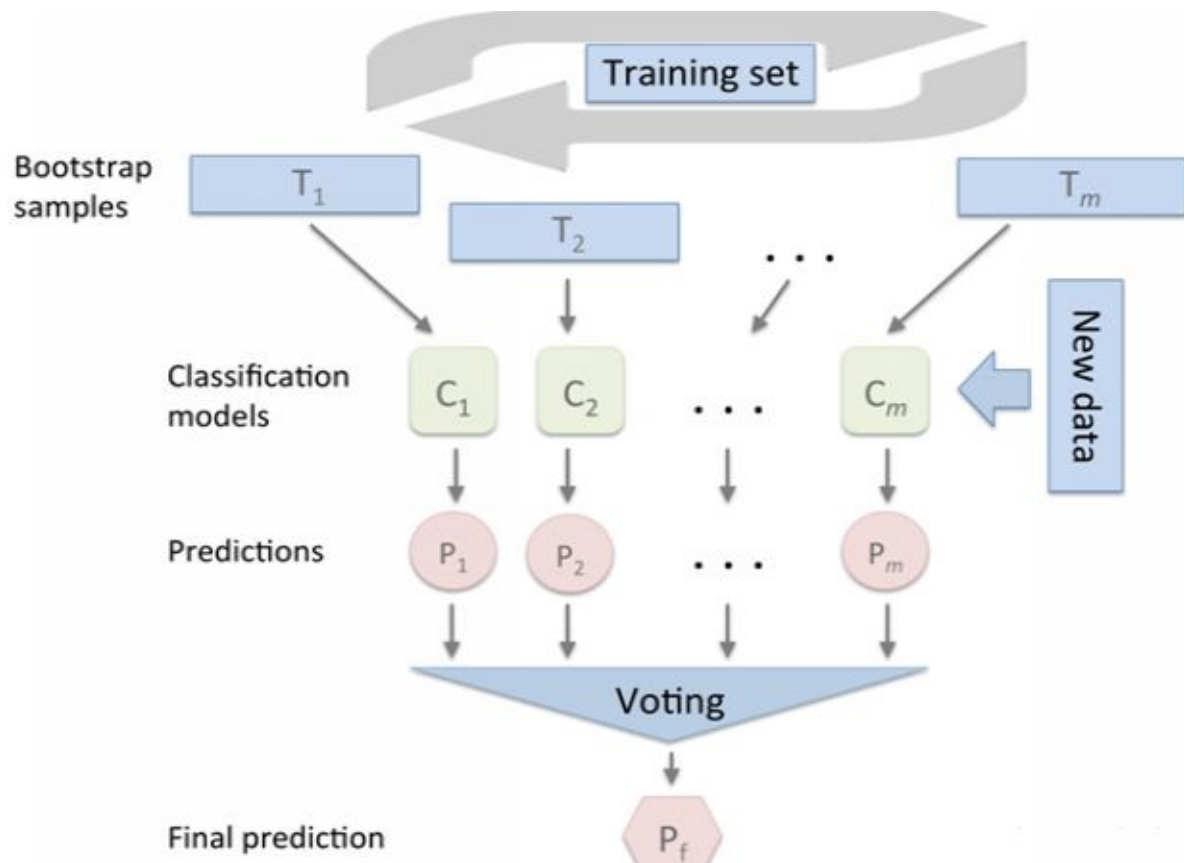 Training set
Bootstrap
samples
T1
T2
Tm
. . .
Classification
models
C1
C2
. . .
Cm
New data
Predictions
P1
P2
. . .
Pm
Voting
Final prediction
Pf